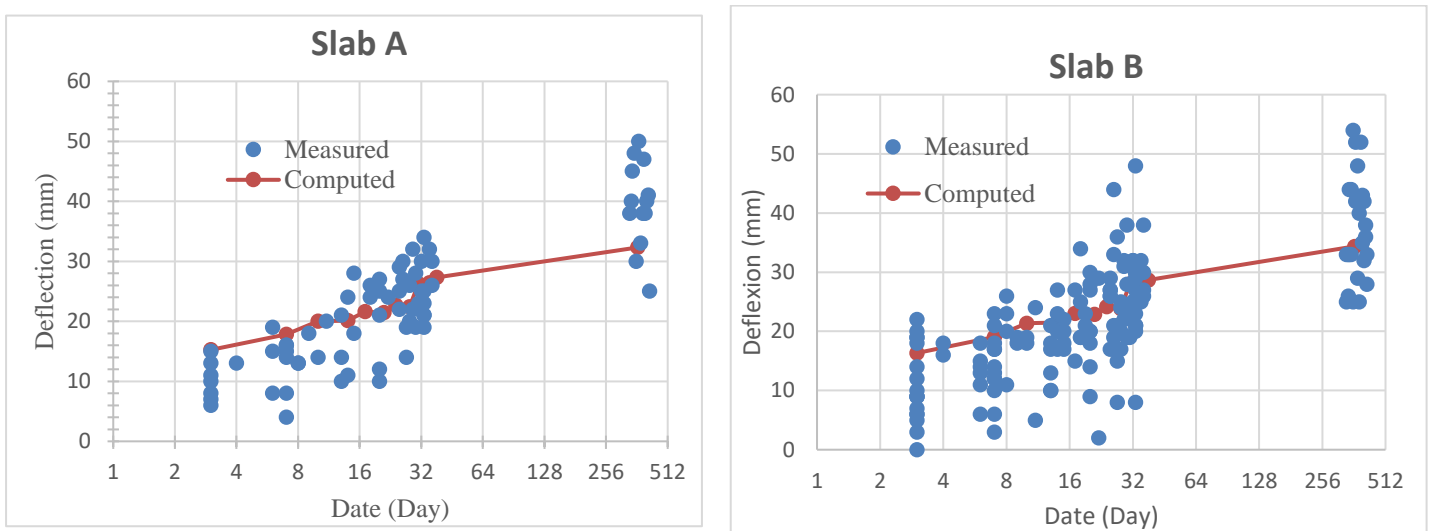 Slab A
60
50
40
30
20
10
0
Deflection (mm)
Measured
Computed
1 2 4 8 16 32 64 128 256 512
Date (Day)
Slab B
60
50
40
30
20
10
0
Deflexion (mm)
Measured
Computed
1 2 4 8 16 32 64 128 256 512
Date (Day)